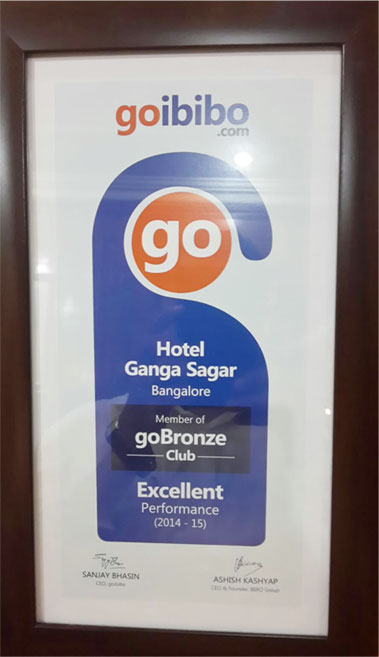 goibibo
.com
go
Hotel
Ganga Sagar
Bangalore
Member of
goBronze
Club
Excellent
Performance
(2014 - 15)
SANJAY BHASIN
CEO, goibibo
ASHISH KASHYAP
CEO & Founder, IBIBO Group